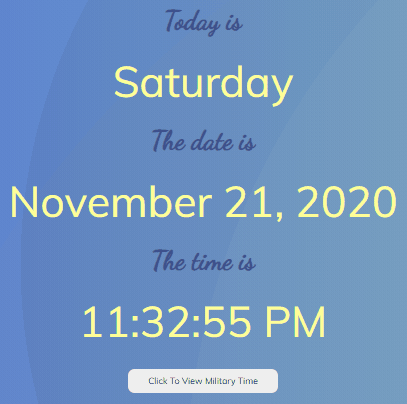 Today is
Saturday
The date is
November 21, 2020
The time is
11:32:55 PM
Click To View Military Time